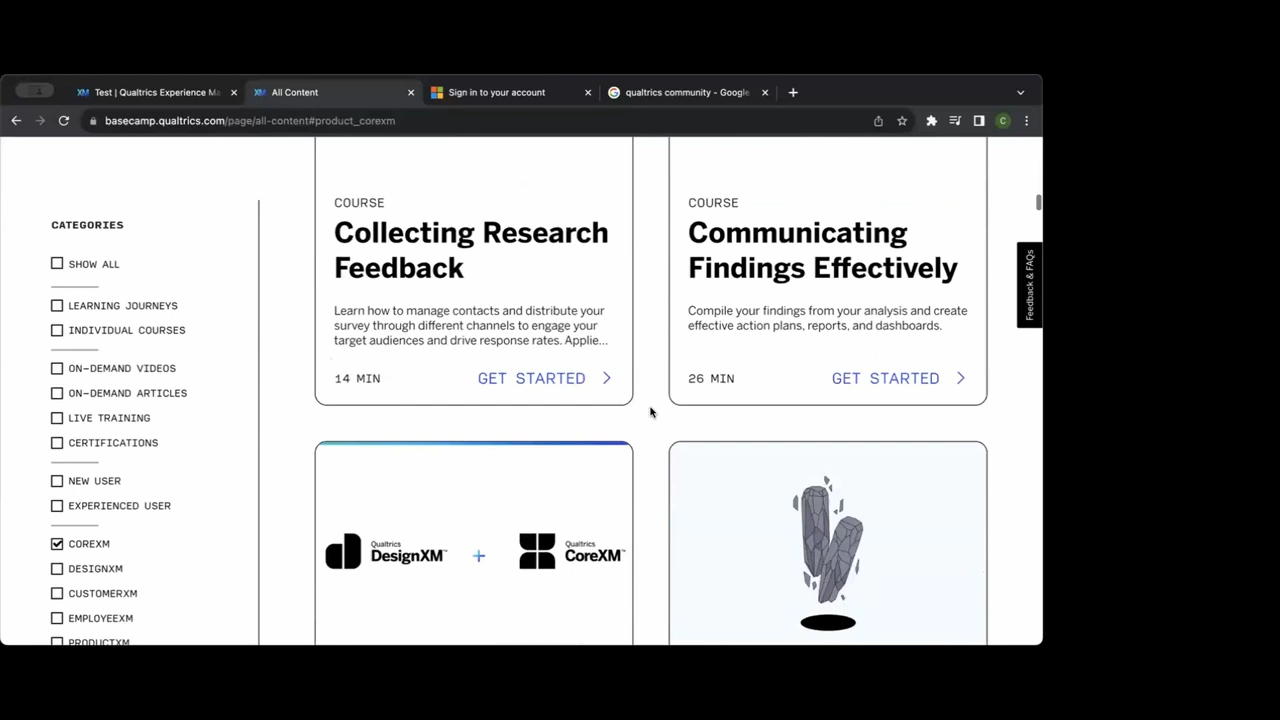 Test | Qualtrics Experience Ma
All Content
Sign in to your account
qualtrics community - Google
basecamp.qualtrics.com/page/all-content#product_corexm
C
CATEGORIES
SHOW ALL
LEARNING JOURNEYS
INDIVIDUAL COURSES
ON-DEMAND VIDEOS
ON-DEMAND ARTICLES
LIVE TRAINING
CERTIFICATIONS
NEW USER
EXPERIENCED USER
COREXM
DESIGNXM
CUSTOMERXM
EMPLOYEEXM
PRODUCTXM
COURSE
Collecting Research
Feedback
Learn how to manage contacts and distribute your
survey through different channels to engage your
target audiences and drive response rates. Applie...
14 MIN
GET STARTED
COURSE
Communicating
Findings Effectively
Compile your findings from your analysis and create
effective action plans, reports, and dashboards.
26 MIN
GET STARTED
Qualtrics
DesignXM™
+
Qualtrics
CoreXM™
Feedback & FAQs